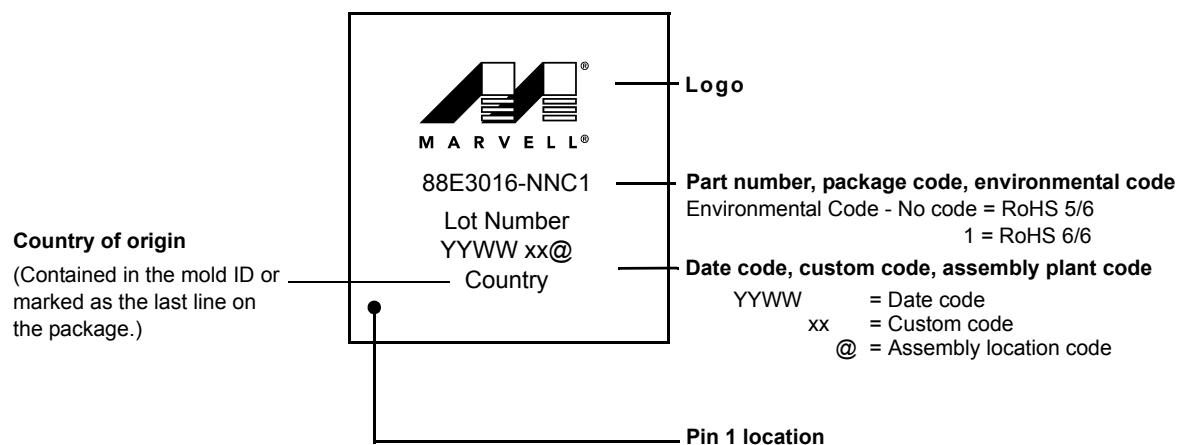 ®
MARVELL®
88E3016-NNC1
Lot Number
YYWW xx@
Country
Logo
Part number, package code, environmental code
Environmental Code - No code = RoHS 5/6
1 = RoHS 6/6
Date code, custom code, assembly plant code
YYWW = Date code
xx = Custom code
@ = Assembly location code
Country of origin
(Contained in the mold ID or
marked as the last line on
the package.)
Pin 1 location